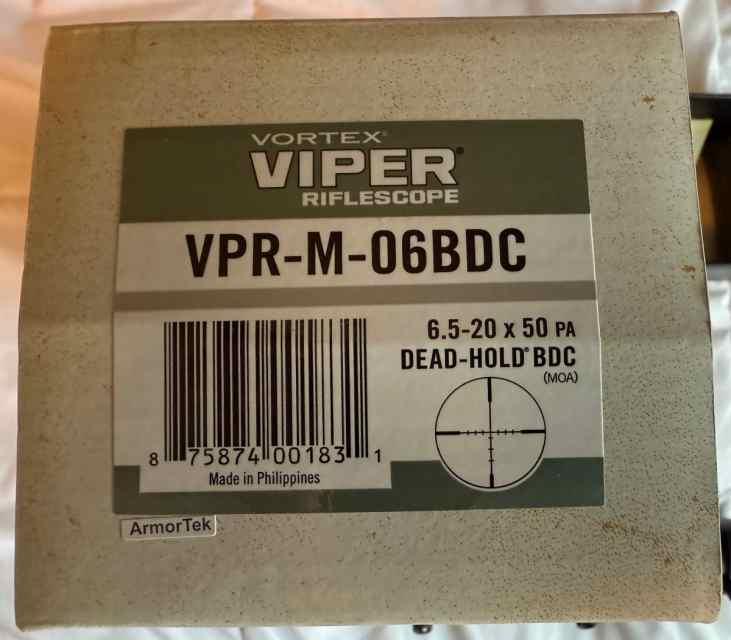 VORTEX®
VIPER®
RIFLESCOPE
VPR-M-06BDC
6.5-20 x 50 PA
DEAD-HOLD® BDC
(MOA)
8 75874 00183 1
Made in Philippines
ArmorTek